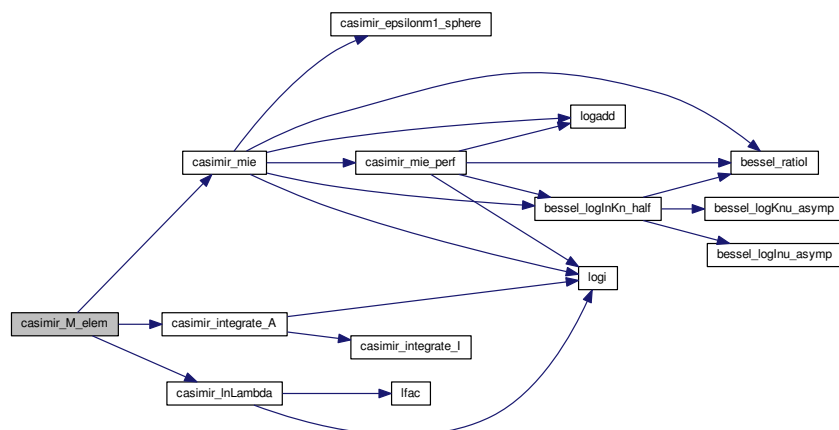 casimir_epsilonm1_sphere
logadd
casimir_mie
casimir_mie_perf
bessel_ratioI
bessel_logInKn_half
bessel_logKnu_asymp
bessel_logInu_asymp
logi
casimir_M_elem
casimir_integrate_A
casimir_integrate_I
casimir_lnLambda
lfac